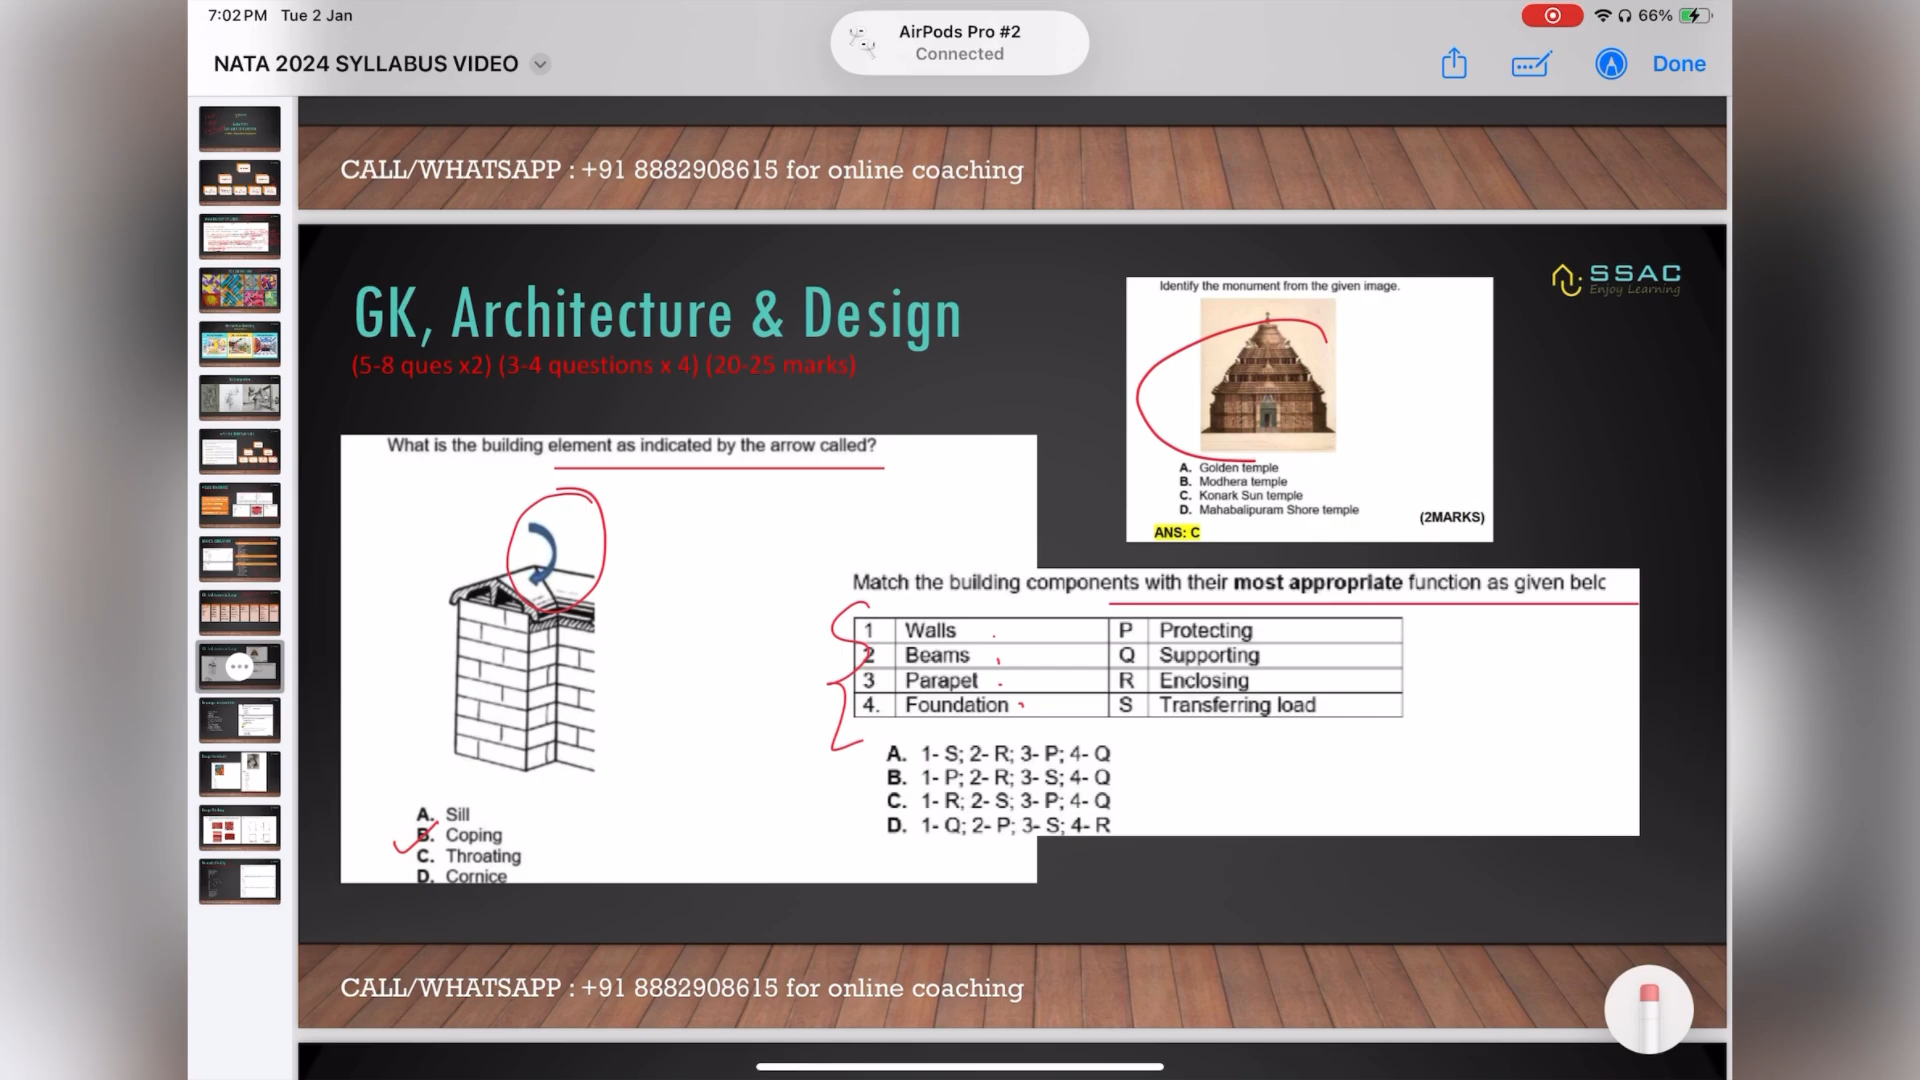 7:02 PM Tue 2 Jan
66%
AirPods Pro #2
Connected
NATA 2024 SYLLABUS VIDEO
Done
CALL/WHATSAPP : +91 8882908615 for online coaching
GK, Architecture & Design
(5-8 ques x2) (3-4 questions x 4) (20-25 marks)
SSAC
Enjoy Learning
Identify the monument from the given image.
A. Golden temple
B. Modhera temple
C. Konark Sun temple
D. Mahabalipuram Shore temple
(2MARKS)
ANS: C
What is the building element as indicated by the arrow called?
A. Sill
B. Coping
C. Throating
D. Cornice
Match the building components with their most appropriate function as given belc
1 Walls P Protecting
2 Beams Q Supporting
3 Parapet R Enclosing
4. Foundation S Transferring load
A. 1- S; 2- R; 3- P; 4- Q
B. 1- P; 2- R; 3- S; 4- Q
C. 1- R; 2- S; 3- P; 4- Q
D. 1- Q; 2- P; 3- S; 4- R
CALL/WHATSAPP : +91 8882908615 for online coaching